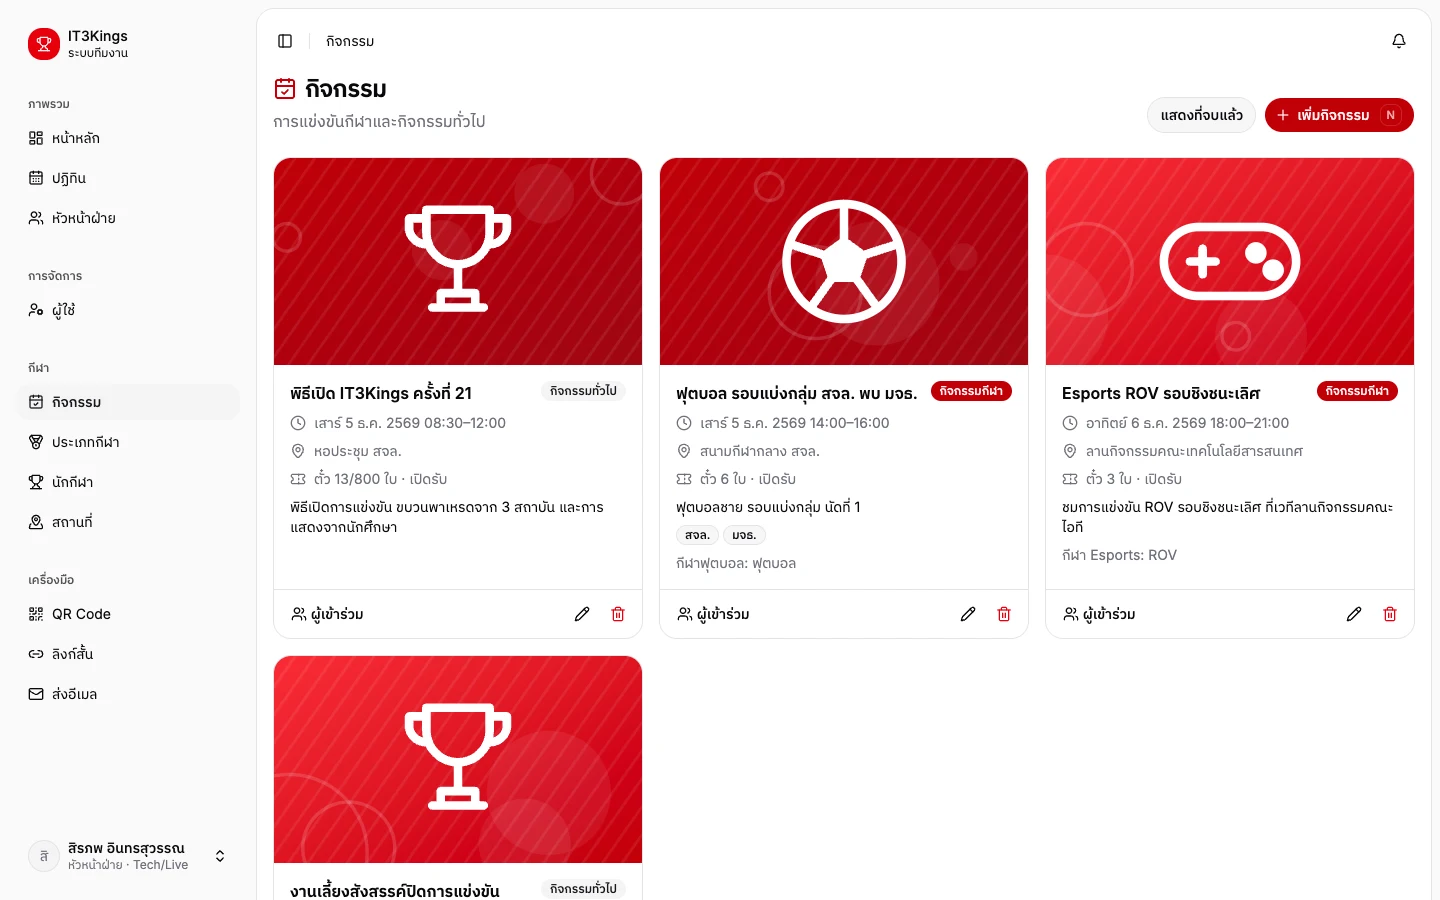 IT3Kings
ระบบทีมงาน
ภาพรวม
หน้าหลัก
ปฏิทิน
หัวหน้าฝ่าย
การจัดการ
ผู้ใช้
กีฬา
กิจกรรม
ประเภทกีฬา
นักกีฬา
สถานที่
เครื่องมือ
QR Code
ลิงก์สั้น
ส่งอีเมล
สิ
สิรภพ อินทรสุวรรณ
หัวหน้าฝ่าย · Tech/Live
กิจกรรม
กิจกรรม
การแข่งขันกีฬาและกิจกรรมทั่วไป
แสดงที่จบแล้ว
เพิ่มกิจกรรม N
พิธีเปิด IT3Kings ครั้งที่ 21
กิจกรรมทั่วไป
เสาร์ 5 ธ.ค. 2569 08:30–12:00
หอประชุม สจล.
ตั๋ว 13/800 ใบ · เปิดรับ
พิธีเปิดการแข่งขัน ขบวนพาเหรดจาก 3 สถาบัน และการ
แสดงจากนักศึกษา
ผู้เข้าร่วม
ฟุตบอล รอบแบ่งกลุ่ม สจล. พบ มจธ.
กิจกรรมกีฬา
เสาร์ 5 ธ.ค. 2569 14:00–16:00
สนามกีฬากลาง สจล.
ตั๋ว 6 ใบ · เปิดรับ
ฟุตบอลชาย รอบแบ่งกลุ่ม นัดที่ 1
สจล. มจธ.
กีฬาฟุตบอล: ฟุตบอล
ผู้เข้าร่วม
Esports ROV รอบชิงชนะเลิศ
กิจกรรมกีฬา
อาทิตย์ 6 ธ.ค. 2569 18:00–21:00
ลานกิจกรรมคณะเทคโนโลยีสารสนเทศ
ตั๋ว 3 ใบ · เปิดรับ
ชมการแข่งขัน ROV รอบชิงชนะเลิศ ที่เวทีลานกิจกรรมคณะ
ไอที
กีฬา Esports: ROV
ผู้เข้าร่วม
งานเลี้ยงสังสรรค์ปิดการแข่งขัน
กิจกรรมทั่วไป